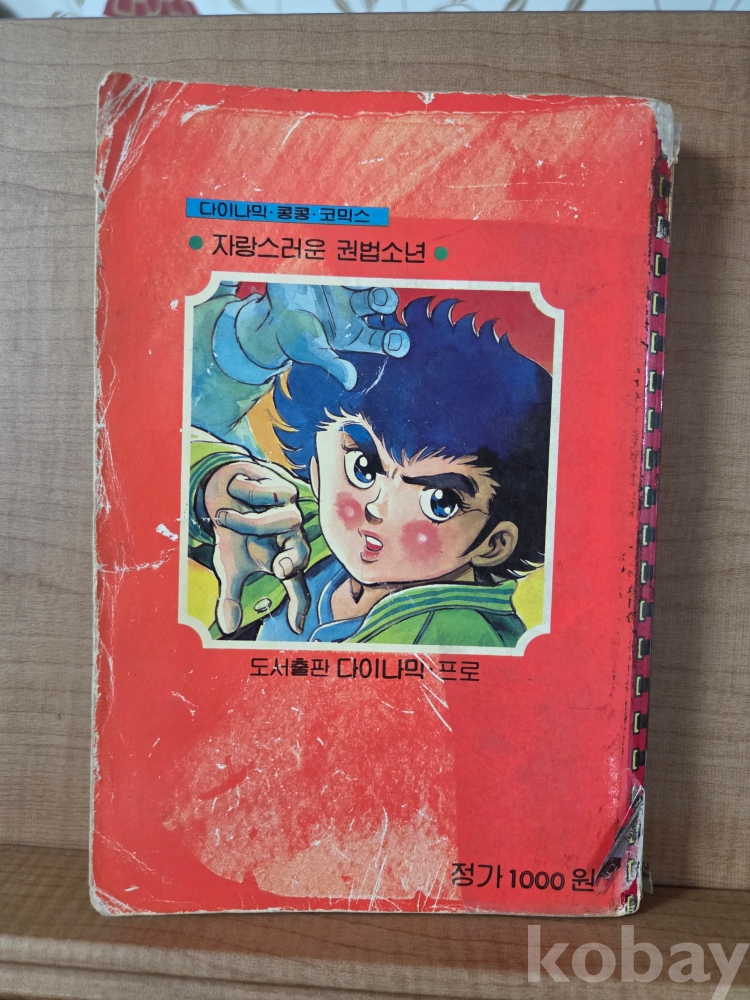 다이나믹·콩콩·코믹스
● 자랑스러운 권법소년 ●
도서출판 다이나믹·프로
정가 1000 원
kobay